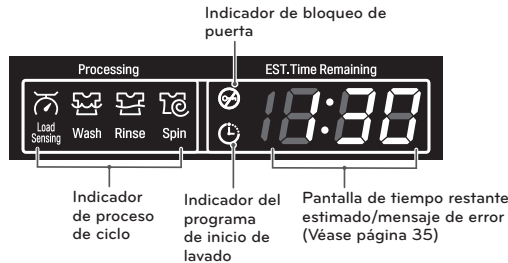 Indicador de bloqueo de
puerta
Processing
EST.Time Remaining
Load
Sensing
Wash
Rinse
Spin
1:30
Indicador
de proceso
de ciclo
Indicador del
programa
de inicio de
lavado
Pantalla de tiempo restante
estimado/mensaje de error
(Véase página 35)